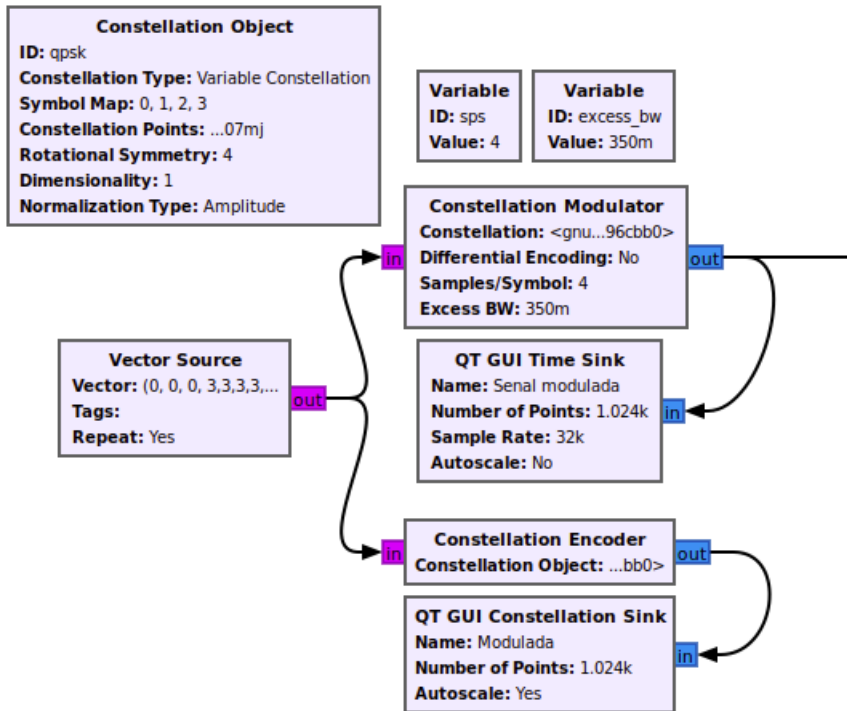 Constellation Object
ID: qpsk
Constellation Type: Variable Constellation
Symbol Map: 0, 1, 2, 3
Constellation Points: ...07mj
Rotational Symmetry: 4
Dimensionality: 1
Normalization Type: Amplitude
Variable
ID: sps
Value: 4
Variable
ID: excess_bw
Value: 350m
Constellation Modulator
Constellation: <gnu...96cbb0>
Differential Encoding: No
Samples/Symbol: 4
Excess BW: 350m
in
out
Vector Source
Vector: (0, 0, 0, 3,3,3,3,...
Tags:
Repeat: Yes
out
QT GUI Time Sink
Name: Senal modulada
Number of Points: 1.024k
Sample Rate: 32k
Autoscale: No
in
Constellation Encoder
Constellation Object: ...bb0>
in
out
QT GUI Constellation Sink
Name: Modulada
Number of Points: 1.024k
Autoscale: Yes
in